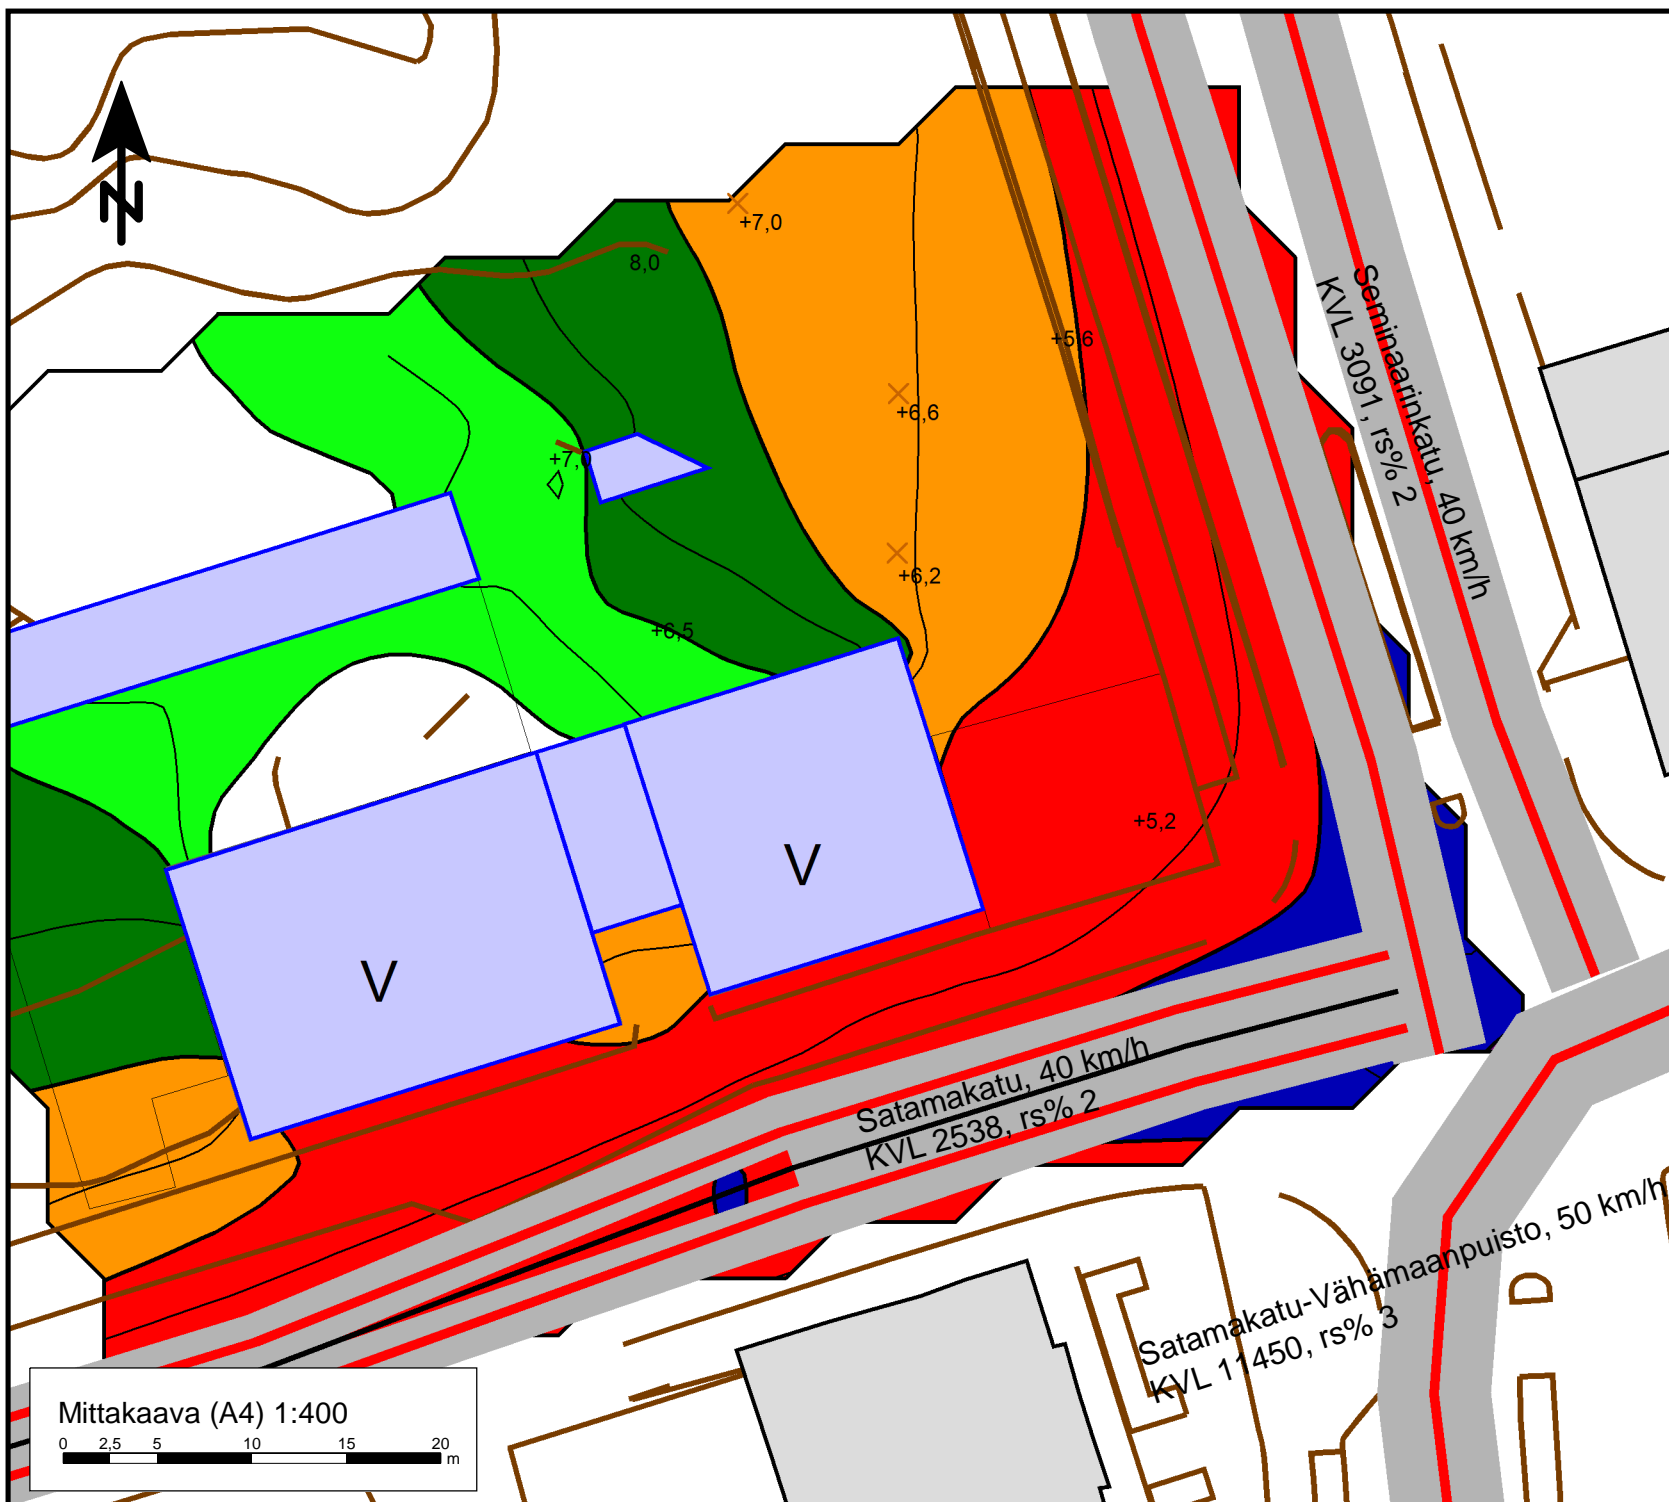 N
+7,0
8,0
+5,6
Seminaarinkatu, 40 km/h
KVL 3091, rs% 2
+6,6
+7,0
+6,2
+6,5
+5,2
V
V
Satamakatu, 40 km/h
KVL 2538, rs% 2
Satamakatu-Vähämaanpuisto, 50 km/h
KVL 11450, rs% 3
Mittakaava (A4) 1:400
0 2,5 5 10 15 20 m